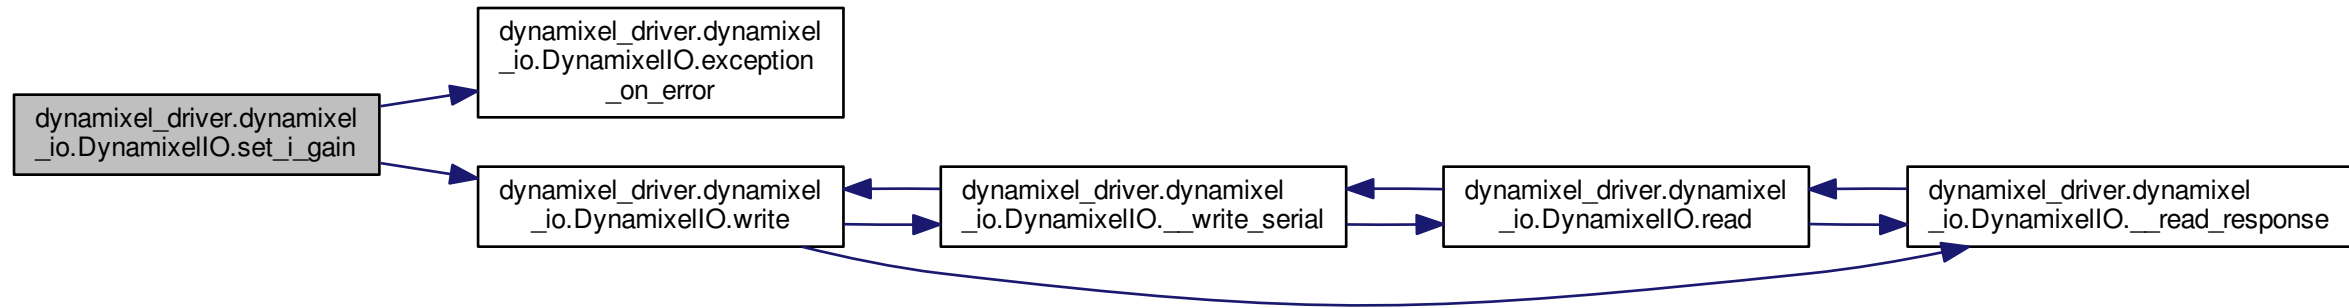 dynamixel_driver.dynamixel
_io.DynamixelIO.set_i_gain
dynamixel_driver.dynamixel
_io.DynamixelIO.exception
_on_error
dynamixel_driver.dynamixel
_io.DynamixelIO.write
dynamixel_driver.dynamixel
_io.DynamixelIO.__write_serial
dynamixel_driver.dynamixel
_io.DynamixelIO.read
dynamixel_driver.dynamixel
_io.DynamixelIO.__read_response